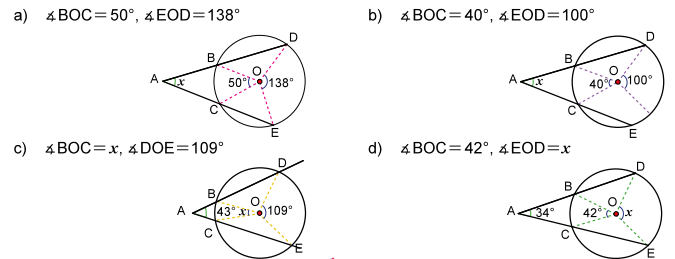 a) ∡BOC=50°, ∡EOD=138°
D
B
O
A x 50° 138°
C
E
b) ∡BOC=40°, ∡EOD=100°
D
B
O
A x 40° 100°
C
E
c) ∡BOC=x, ∡DOE=109°
D
B
O
A 43° x 109°
C
E
d) ∡BOC=42°, ∡EOD=x
D
B
O
A 34° 42° x
C
E